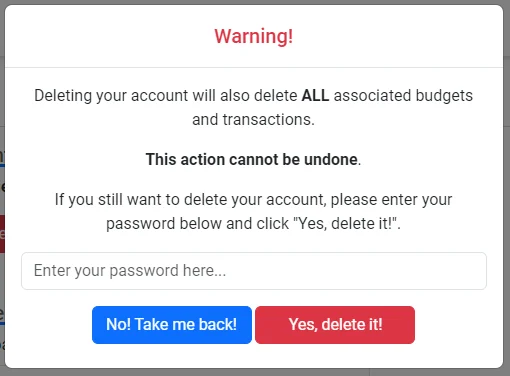 Warning!
Deleting your account will also delete ALL associated budgets
and transactions.
This action cannot be undone.
If you still want to delete your account, please enter your
password below and click "Yes, delete it!".
Enter your password here...
No! Take me back! Yes, delete it!